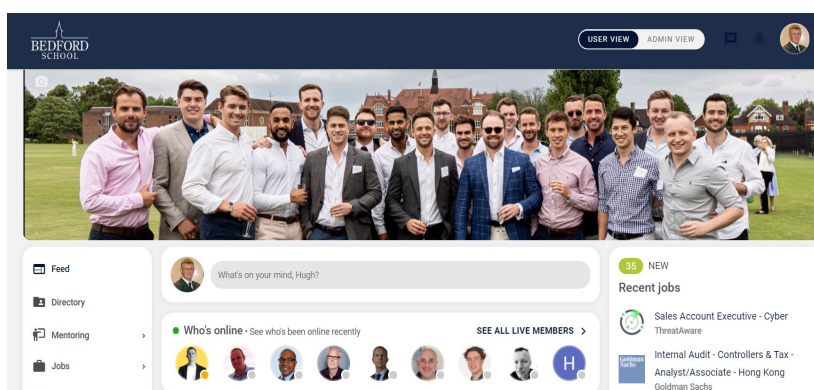 BEDFORD
SCHOOL
USER VIEW
ADMIN VIEW
Feed
Directory
Mentoring
Jobs
What's on your mind, Hugh?
Who's online • See who's been online recently
SEE ALL LIVE MEMBERS
H
35 NEW
Recent jobs
Sales Account Executive - Cyber
ThreatAware
Goldman
Sachs
Internal Audit - Controllers & Tax -
Analyst/Associate - Hong Kong
Goldman Sachs